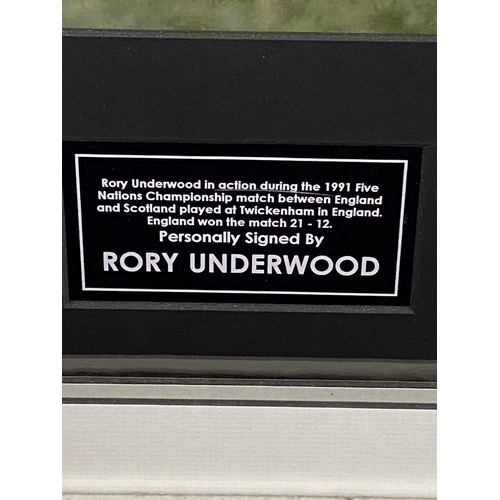 Rory Underwood in action during the 1991 Five
Nations Championship match between England
and Scotland played at Twickenham in England.
England won the match 21 - 12.
Personally Signed By
RORY UNDERWOOD